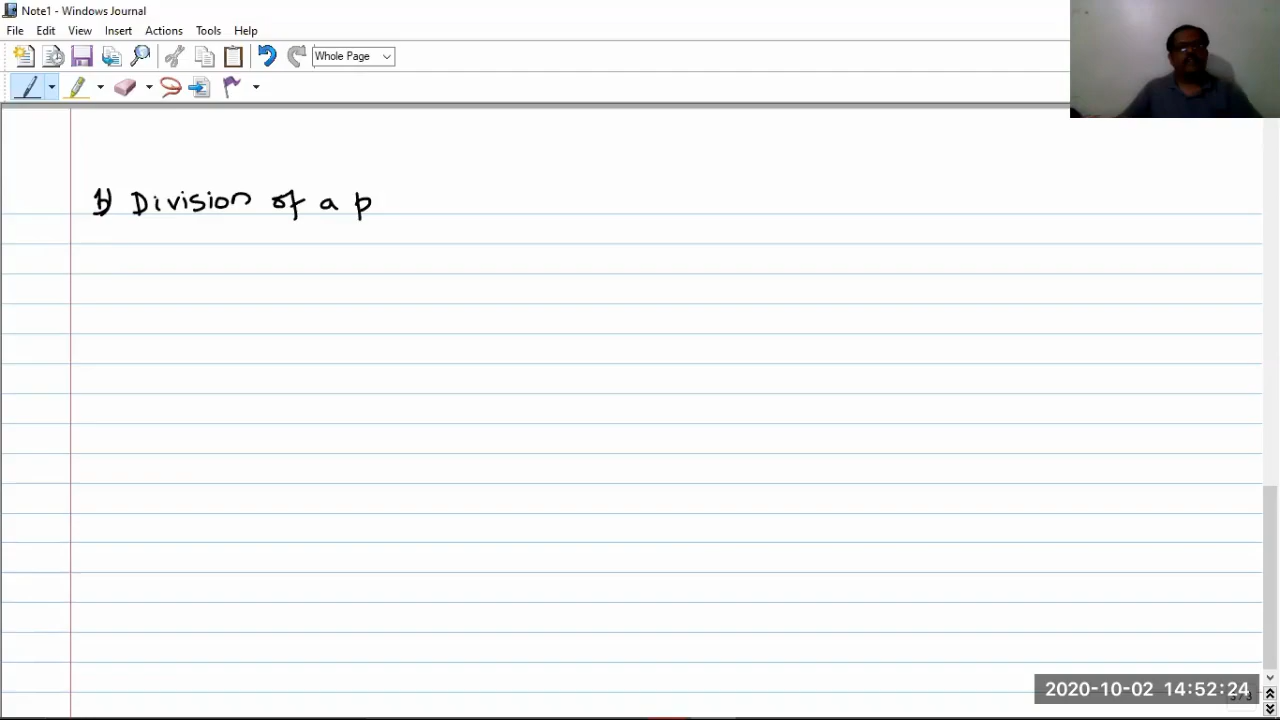 Note1 - Windows Journal
File Edit View Insert Actions Tools Help
Whole Page
1) Division of a p
2020-10-02 14:52:24